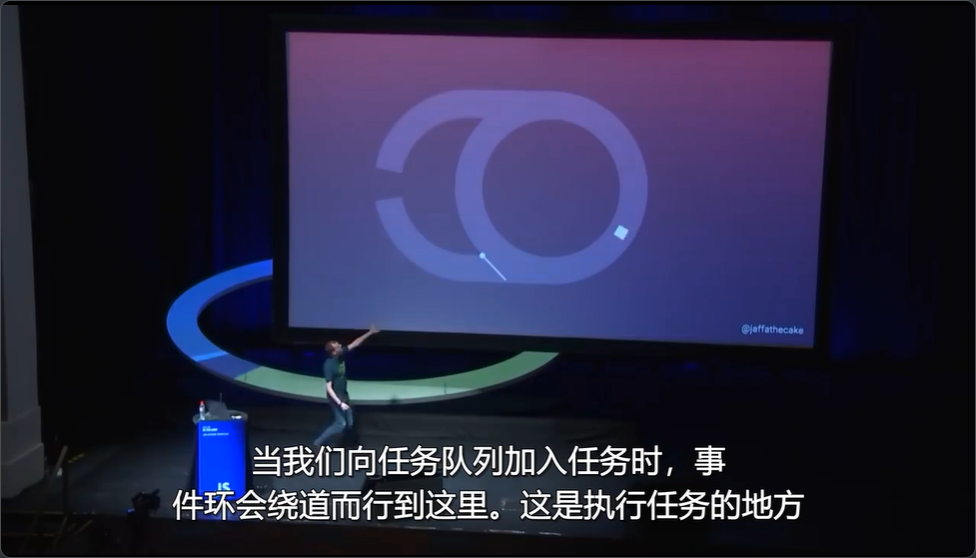 @jaffathecake
JS
当我们向任务队列加入任务时，事
件环会绕道而行到这里。这是执行任务的地方